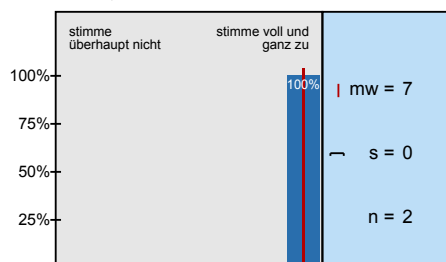 stimme
überhaupt nicht
stimme voll und
ganz zu
100%
100%
mw = 7
75%
50%
s = 0
25%
n = 2